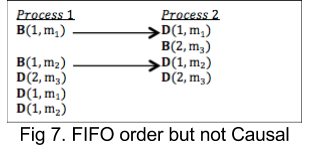 Process 1 Process 2
B(1, m₁) D(1, m₁)
B(2, m₃)
B(1, m₂) D(1, m₂)
D(2, m₃) D(2, m₃)
D(1, m₁)
D(1, m₂)
Fig 7. FIFO order but not Causal